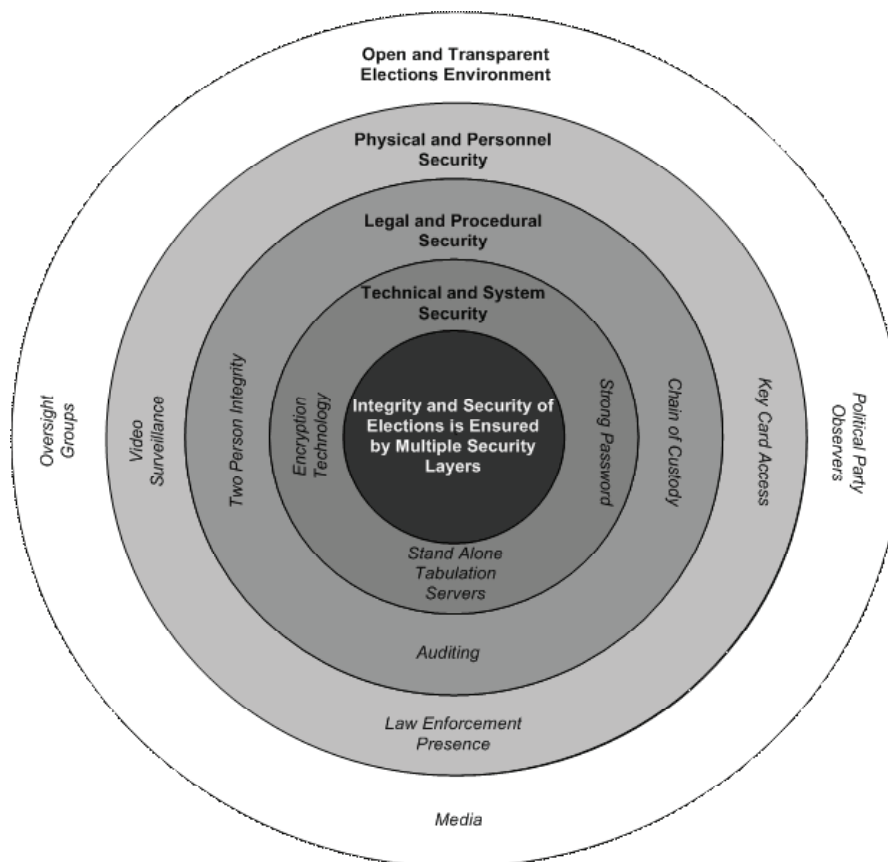 Open and Transparent
Elections Environment
Physical and Personnel
Security
Legal and Procedural
Security
Technical and System
Security
Integrity and Security of
Elections is Ensured
by Multiple Security
Layers
Oversight
Groups
Video
Surveillance
Two Person Integrity
Encryption
Technology
Strong Password
Chain of Custody
Key Card Access
Political Party
Observers
Stand Alone
Tabulation
Servers
Auditing
Law Enforcement
Presence
Media